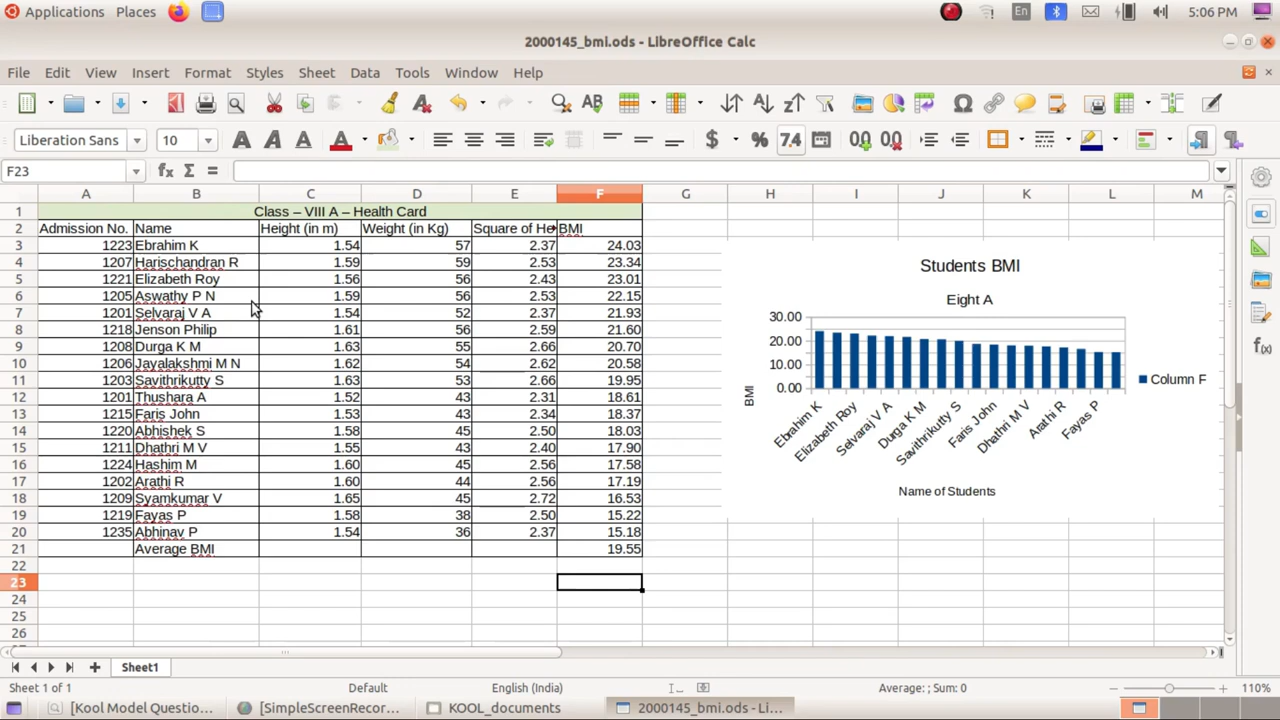 Applications Places En 5:06 PM
2000145_bmi.ods - LibreOffice Calc
File Edit View Insert Format Styles Sheet Data Tools Window Help
Liberation Sans 10 $ % 7.4
F23 fx Σ =
A B C D E F G H I J K L M
1 Class – VIII A – Health Card
2 Admission No. Name Height (in m) Weight (in Kg) Square of He BMI
3 1223 Ebrahim K 1.54 57 2.37 24.03
4 1207 Harischandran R 1.59 59 2.53 23.34
5 1221 Elizabeth Roy 1.56 56 2.43 23.01
6 1205 Aswathy P N 1.59 56 2.53 22.15
7 1201 Selvaraj V A 1.54 52 2.37 21.93
8 1218 Jenson Philip 1.61 56 2.59 21.60
9 1208 Durga K M 1.63 55 2.66 20.70
10 1206 Jayalakshmi M N 1.62 54 2.62 20.58
11 1203 Savithrikutty S 1.63 53 2.66 19.95
12 1201 Thushara A 1.52 43 2.31 18.61
13 1215 Faris John 1.53 43 2.34 18.37
14 1220 Abhishek S 1.58 45 2.50 18.03
15 1211 Dhathri M V 1.55 43 2.40 17.90
16 1224 Hashim M 1.60 45 2.56 17.58
17 1202 Arathi R 1.60 44 2.56 17.19
18 1209 Syamkumar V 1.65 45 2.72 16.53
19 1219 Fayas P 1.58 38 2.50 15.22
20 1235 Abhinav P 1.54 36 2.37 15.18
21 Average BMI 19.55
22
23
24
25
26
Students BMI
Eight A
30.00
20.00
10.00
0.00
BMI
Column F
Ebrahim K Elizabeth Roy Selvaraj V A Durga K M Savithrikutty S Faris John Dhathri M V Arathi R Fayas P
Name of Students
Sheet1
Sheet 1 of 1 Default English (India) Average: ; Sum: 0 110%
[Kool Model Questio... [SimpleScreenRecor... KOOL_documents 2000145_bmi.ods - Li...